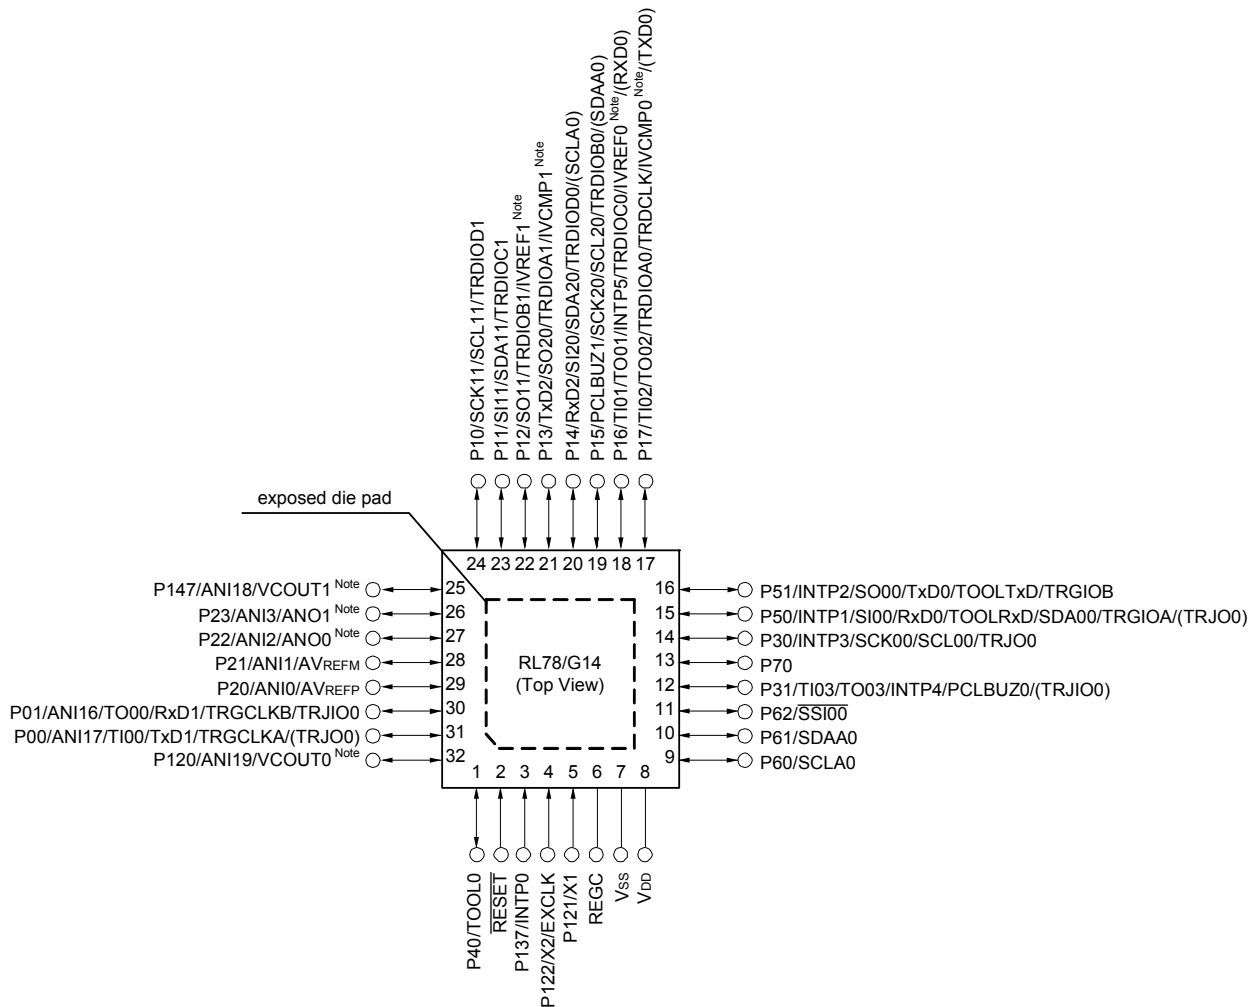 P10/SCK11/SCL11/TRDIOD1
P11/SI11/SDA11/TRDIOC1
P12/SO11/TRDIOB1/IVREF1 Note
P13/TxD2/SO20/TRDIOA1/IVCMP1 Note
P14/RxD2/SI20/SDA20/TRDIOD0/(SCLA0)
P15/PCLBUZ1/SCK20/SCL20/TRDIOB0/(SDAA0)
P16/TI01/TO01/INTP5/TRDIOC0/IVREF0 Note/(RXD0)
P17/TI02/TO02/TRDIOA0/TRDCLK/IVCMP0 Note/(TXD0)
exposed die pad
24 23 22 21 20 19 18 17
P147/ANI18/VCOUT1 Note 25
P23/ANI3/ANO1 Note 26
P22/ANI2/ANO0 Note 27
P21/ANI1/AVREFM 28
P20/ANI0/AVREFP 29
P01/ANI16/TO00/RxD1/TRGCLKB/TRJIO0 30
P00/ANI17/TI00/TxD1/TRGCLKA/(TRJO0) 31
P120/ANI19/VCOUT0 Note 32
RL78/G14
(Top View)
16 P51/INTP2/SO00/TxD0/TOOLTxD/TRGIOB
15 P50/INTP1/SI00/RxD0/TOOLRxD/SDA00/TRGIOA/(TRJO0)
14 P30/INTP3/SCK00/SCL00/TRJO0
13 P70
12 P31/TI03/TO03/INTP4/PCLBUZ0/(TRJIO0)
11 P62/SSI00
10 P61/SDAA0
9 P60/SCLA0
1 2 3 4 5 6 7 8
P40/TOOL0
RESET
P137/INTP0
P122/X2/EXCLK
P121/X1
REGC
VSS
VDD